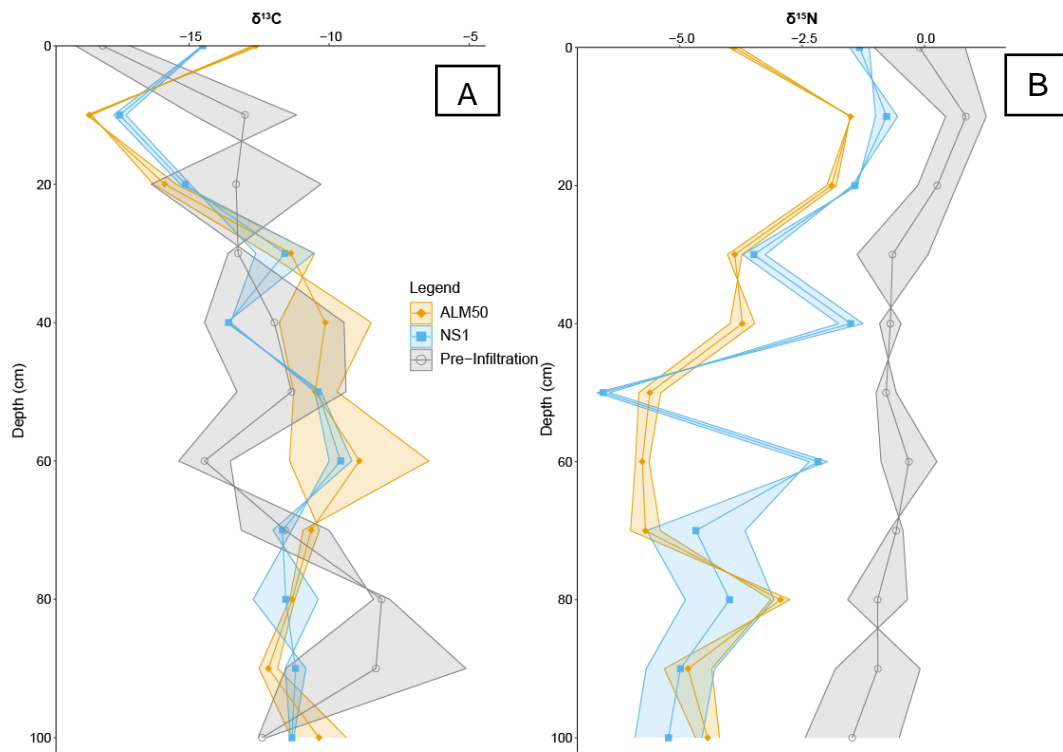 δ¹³C
−15 −10 −5
0
20
40
60
80
100
Depth (cm)
A
Legend
ALM50
NS1
Pre−Infiltration
δ¹⁵N
−5.0 −2.5 0.0
0
20
40
60
80
100
Depth (cm)
B